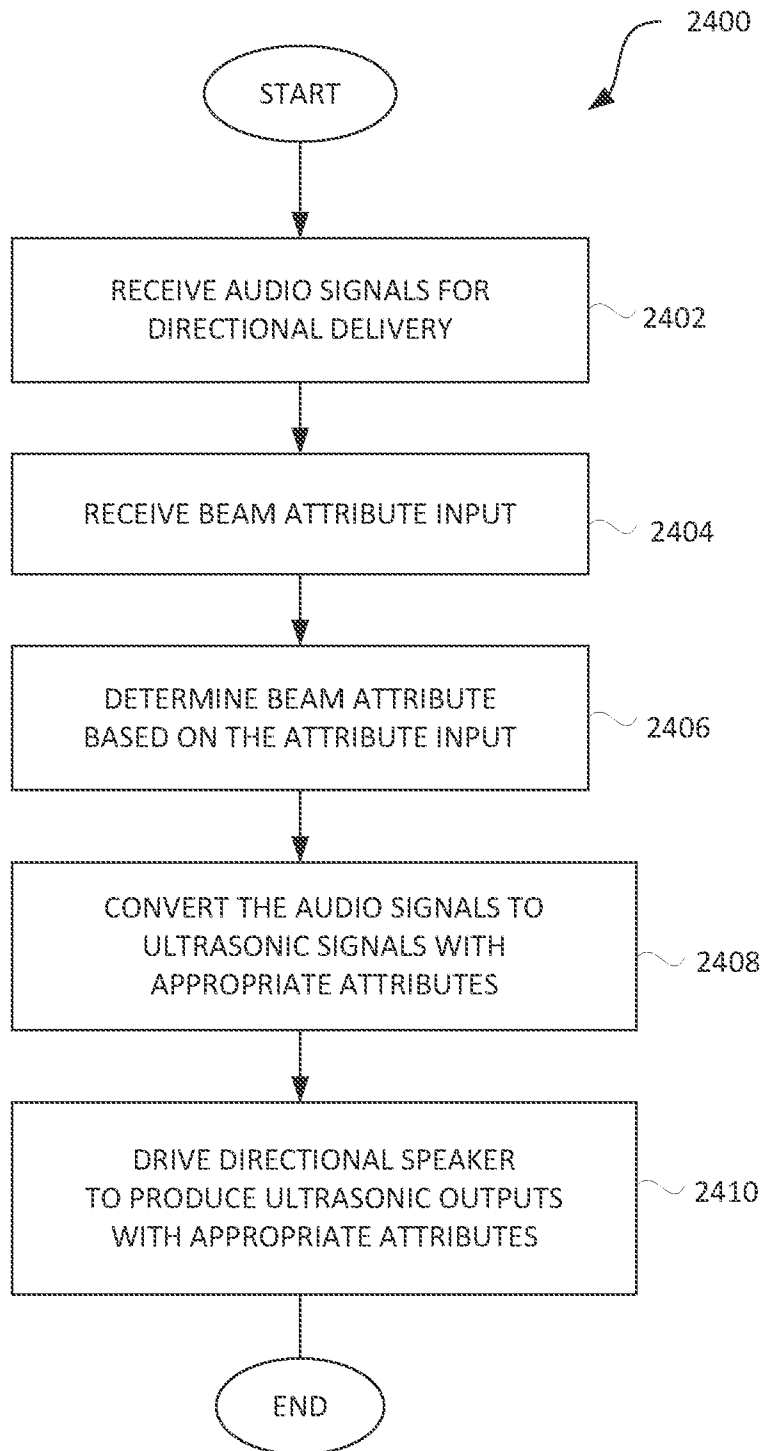 2400
START
RECEIVE AUDIO SIGNALS FOR
DIRECTIONAL DELIVERY
2402
RECEIVE BEAM ATTRIBUTE INPUT
2404
DETERMINE BEAM ATTRIBUTE
BASED ON THE ATTRIBUTE INPUT
2406
CONVERT THE AUDIO SIGNALS TO
ULTRASONIC SIGNALS WITH
APPROPRIATE ATTRIBUTES
2408
DRIVE DIRECTIONAL SPEAKER
TO PRODUCE ULTRASONIC OUTPUTS
WITH APPROPRIATE ATTRIBUTES
2410
END